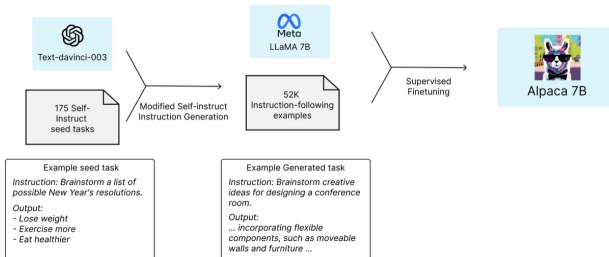 Text-davinci-003
175 Self-
Instruct
seed tasks
Modified Self-instruct
Instruction Generation
Meta
LLaMA 7B
52K
Instruction-following
examples
Supervised
Finetuning
Alpaca 7B
Example seed task
Instruction: Brainstorm a list of
possible New Year's resolutions.
Output:
- Lose weight
- Exercise more
- Eat healthier
Example Generated task
Instruction: Brainstorm creative
ideas for designing a conference
room.
Output:
... incorporating flexible
components, such as moveable
walls and furniture ...